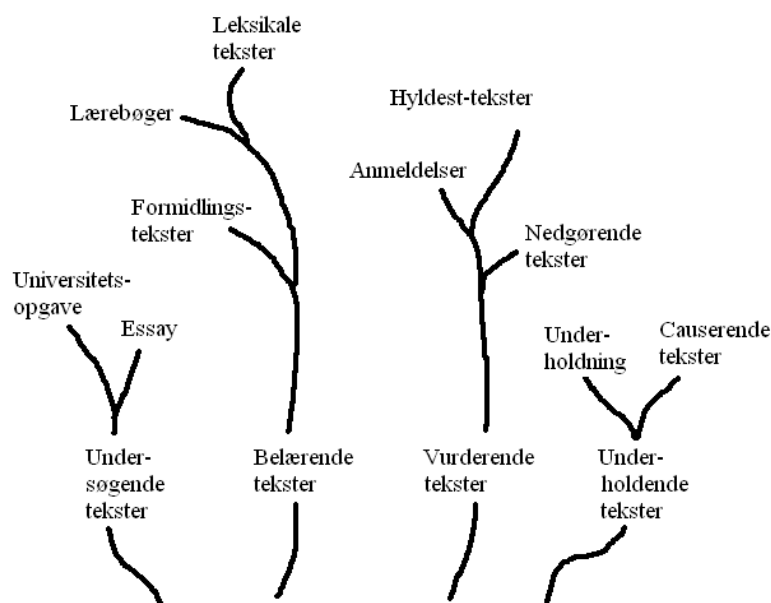 Leksikale
tekster
Lærebøger
Hyldest-tekster
Anmeldelser
Formidlings-
tekster
Nedgørende
tekster
Universitets-
opgave
Essay
Under-
holdning
Causerende
tekster
Under-
søgende
tekster
Belærende
tekster
Vurderende
tekster
Under-
holdende
tekster